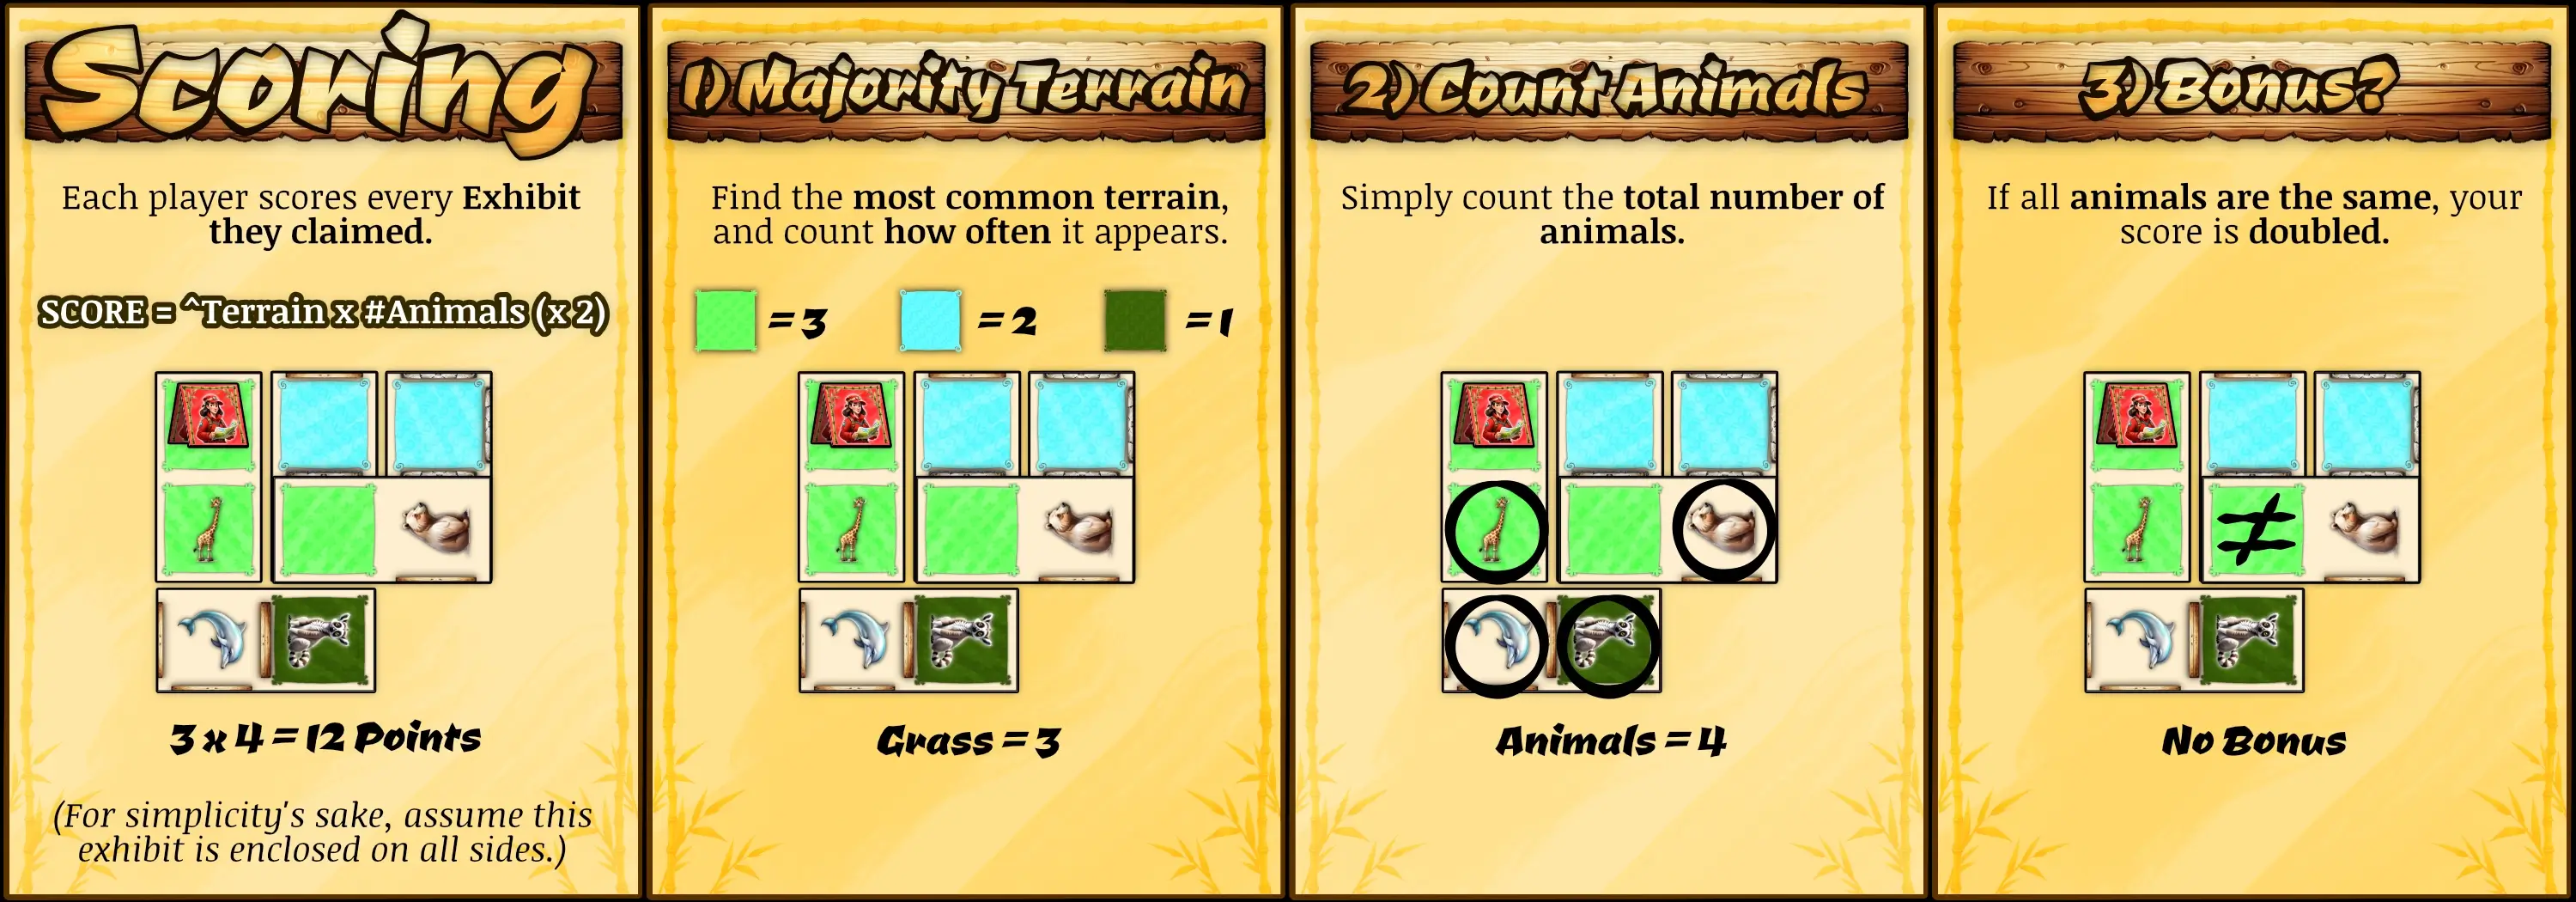 Scoring
Each player scores every Exhibit
they claimed.
SCORE = ^Terrain x #Animals (x 2)
3 x 4 = 12 Points
(For simplicity's sake, assume this
exhibit is enclosed on all sides.)
1) Majority Terrain
Find the most common terrain,
and count how often it appears.
= 3
= 2
= 1
Grass = 3
2) Count Animals
Simply count the total number of
animals.
Animals = 4
3) Bonus?
If all animals are the same, your
score is doubled.
≠
No Bonus